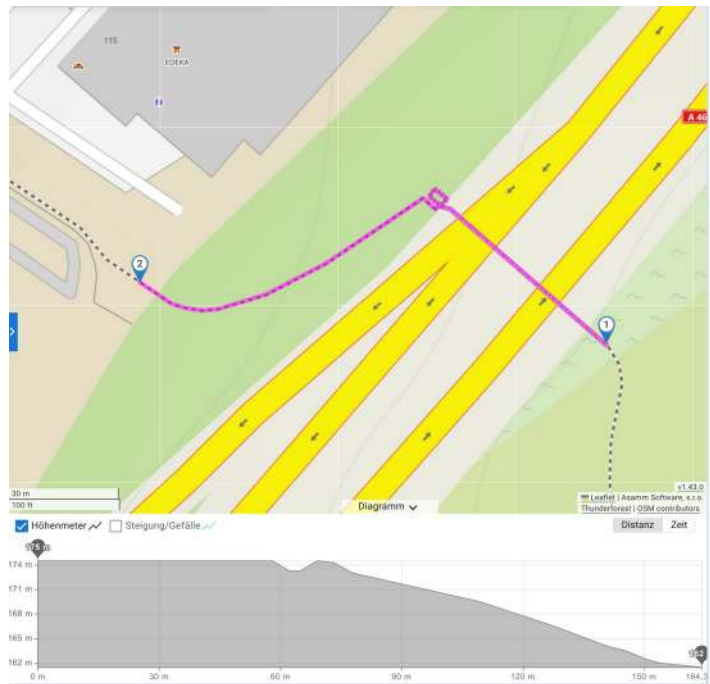 115
EDEKA
A 46
2
1
30 m
100 ft
v1.43.0
Leaflet | Asamm Software, s.r.o.
Thunderforest | OSM contributors
Diagramm
Höhenmeter
Steigung/Gefälle
Distanz
Zeit
175 m
174 m
171 m
168 m
165 m
162 m
162
0 m
30 m
60 m
90 m
120 m
150 m
164,3